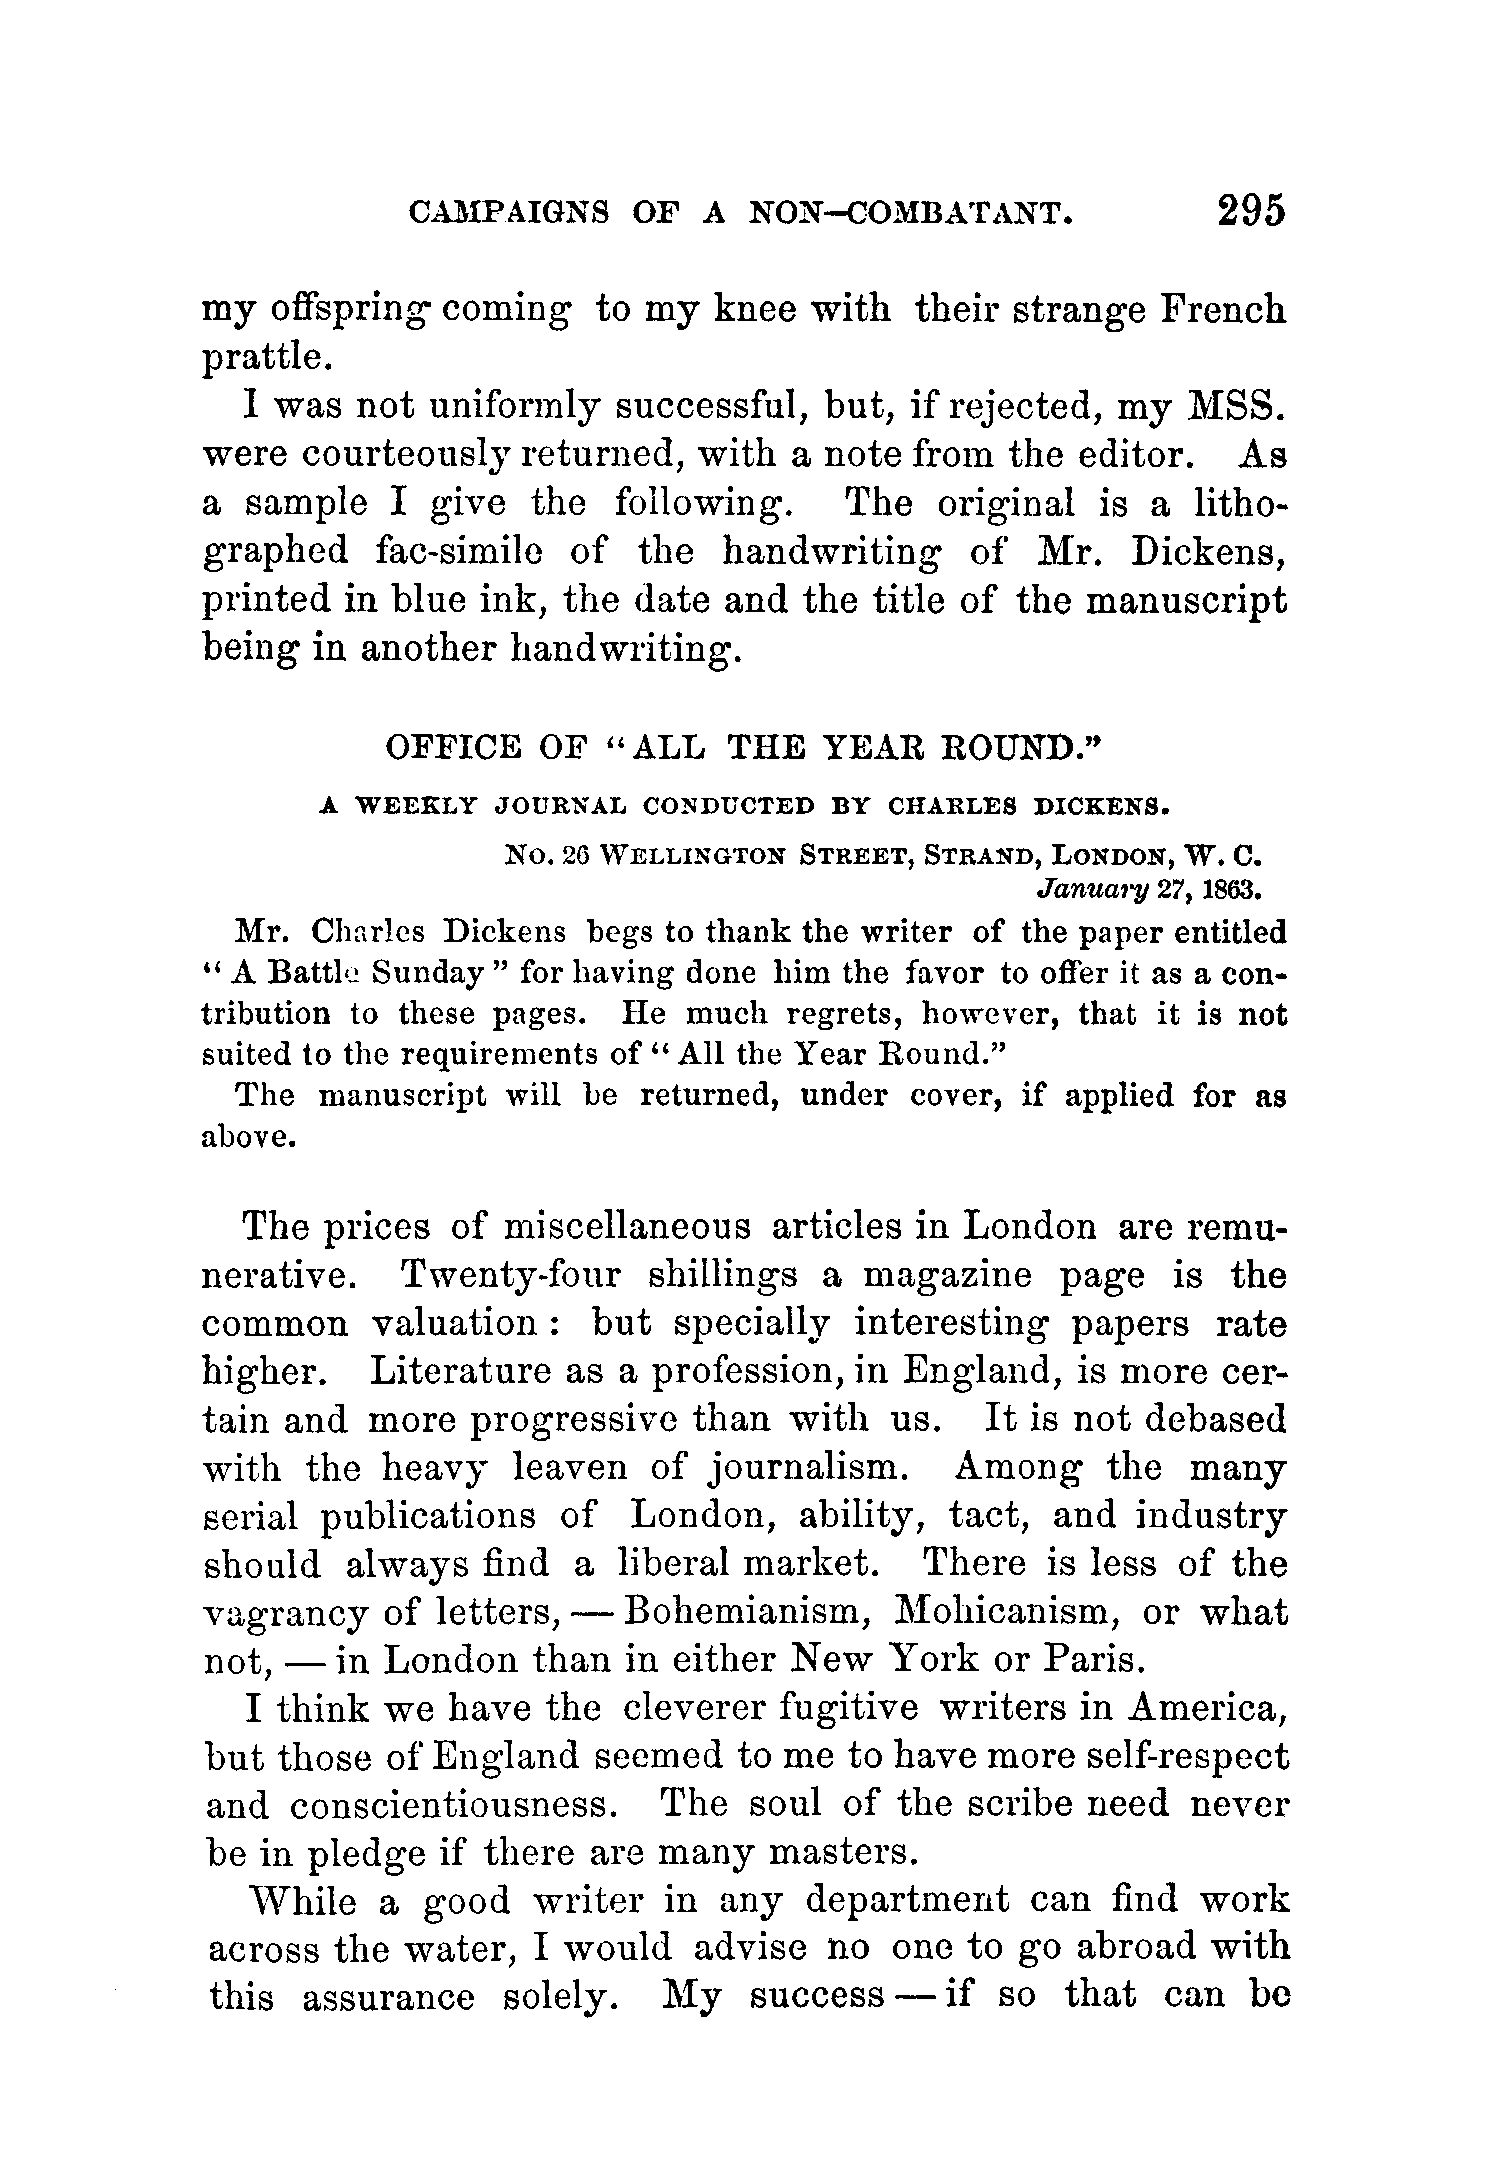 CAMPAIGNS OF A NON-COMBATANT. 295
my offspring coming to my knee with their strange French
prattle.
I was not uniformly successful, but, if rejected, my MSS.
were courteously returned, with a note from the editor. As
a sample I give the following. The original is a litho-
graphed fac-simile of the handwriting of Mr. Dickens,
printed in blue ink, the date and the title of the manuscript
being in another handwriting.
OFFICE OF "ALL THE YEAR ROUND."
A WEEKLY JOURNAL CONDUCTED BY CHARLES DICKENS.
No. 26 WELLINGTON STREET, STRAND, LONDON, W. C.
January 27, 1863.
Mr. Charles Dickens begs to thank the writer of the paper entitled
"A Battle Sunday" for having done him the favor to offer it as a con-
tribution to these pages. He much regrets, however, that it is not
suited to the requirements of "All the Year Round."
The manuscript will be returned, under cover, if applied for as
above.
The prices of miscellaneous articles in London are remu-
nerative. Twenty-four shillings a magazine page is the
common valuation: but specially interesting papers rate
higher. Literature as a profession, in England, is more cer-
tain and more progressive than with us. It is not debased
with the heavy leaven of journalism. Among the many
serial publications of London, ability, tact, and industry
should always find a liberal market. There is less of the
vagrancy of letters, — Bohemianism, Mohicanism, or what
not, — in London than in either New York or Paris.
I think we have the cleverer fugitive writers in America,
but those of England seemed to me to have more self-respect
and conscientiousness. The soul of the scribe need never
be in pledge if there are many masters.
While a good writer in any department can find work
across the water, I would advise no one to go abroad with
this assurance solely. My success — if so that can be